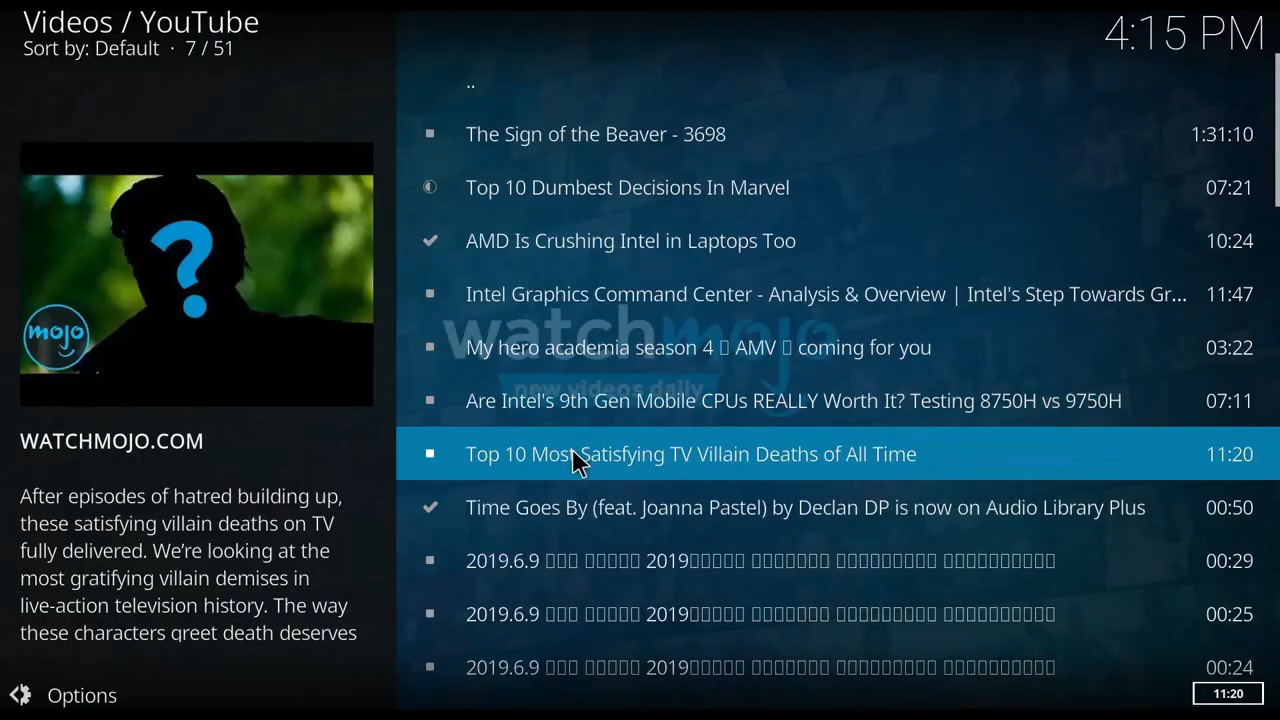 Videos / YouTube
Sort by: Default · 7 / 51
4:15 PM
..
The Sign of the Beaver - 3698 1:31:10
Top 10 Dumbest Decisions In Marvel 07:21
AMD Is Crushing Intel in Laptops Too 10:24
Intel Graphics Command Center - Analysis & Overview | Intel's Step Towards Gr... 11:47
My hero academia season 4 AMV coming for you 03:22
Are Intel's 9th Gen Mobile CPUs REALLY Worth It? Testing 8750H vs 9750H 07:11
Top 10 Most Satisfying TV Villain Deaths of All Time 11:20
Time Goes By (feat. Joanna Pastel) by Declan DP is now on Audio Library Plus 00:50
2019.6.9 2019 00:29
2019.6.9 2019 00:25
2019.6.9 2019 00:24
watchmojo
new videos daily
?
mojo
WATCHMOJO.COM
After episodes of hatred building up,
these satisfying villain deaths on TV
fully delivered. We're looking at the
most gratifying villain demises in
live-action television history. The way
these characters greet death deserves
Options
11:20